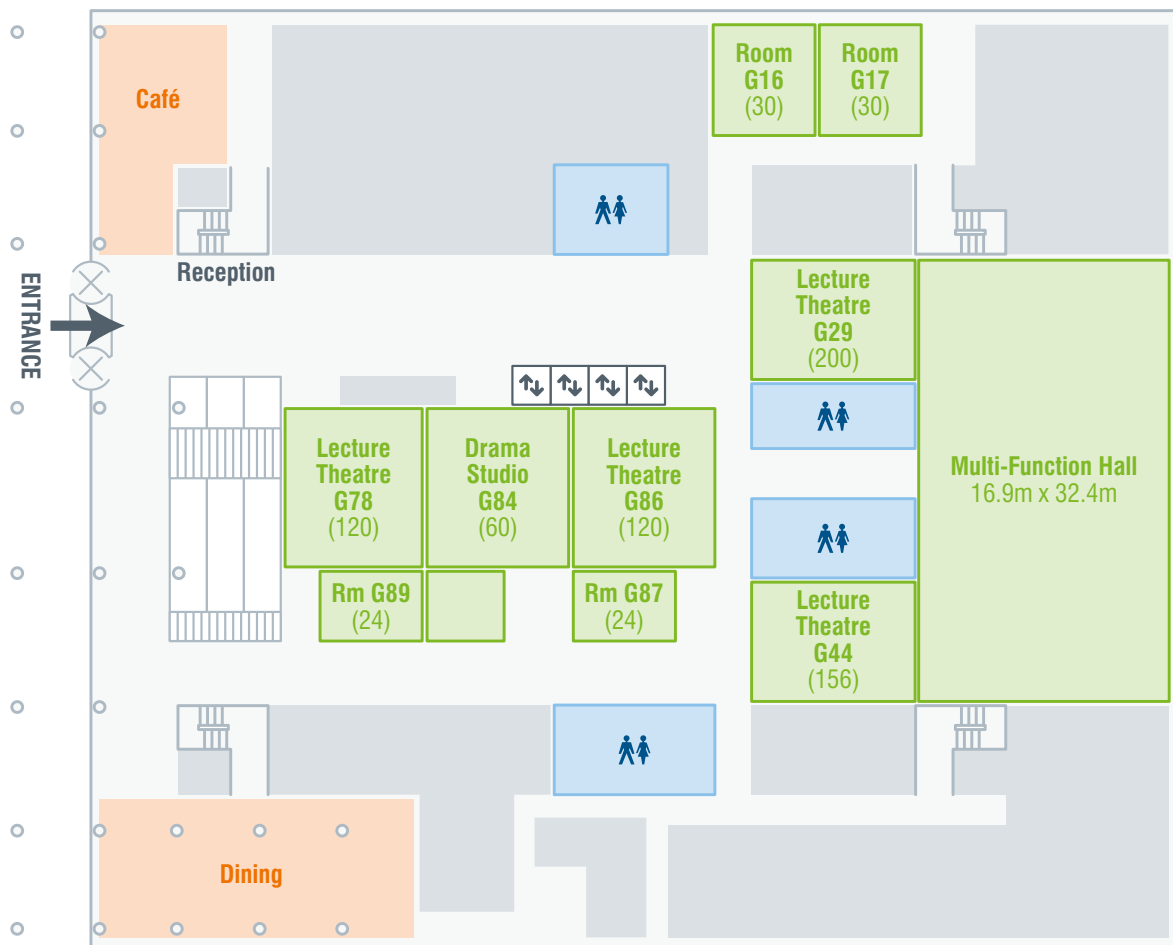 Café
Room
G16
(30)
Room
G17
(30)
Reception
ENTRANCE
Lecture
Theatre
G29
(200)
Lecture
Theatre
G78
(120)
Drama
Studio
G84
(60)
Lecture
Theatre
G86
(120)
Multi-Function Hall
16.9m x 32.4m
Rm G89
(24)
Rm G87
(24)
Lecture
Theatre
G44
(156)
Dining